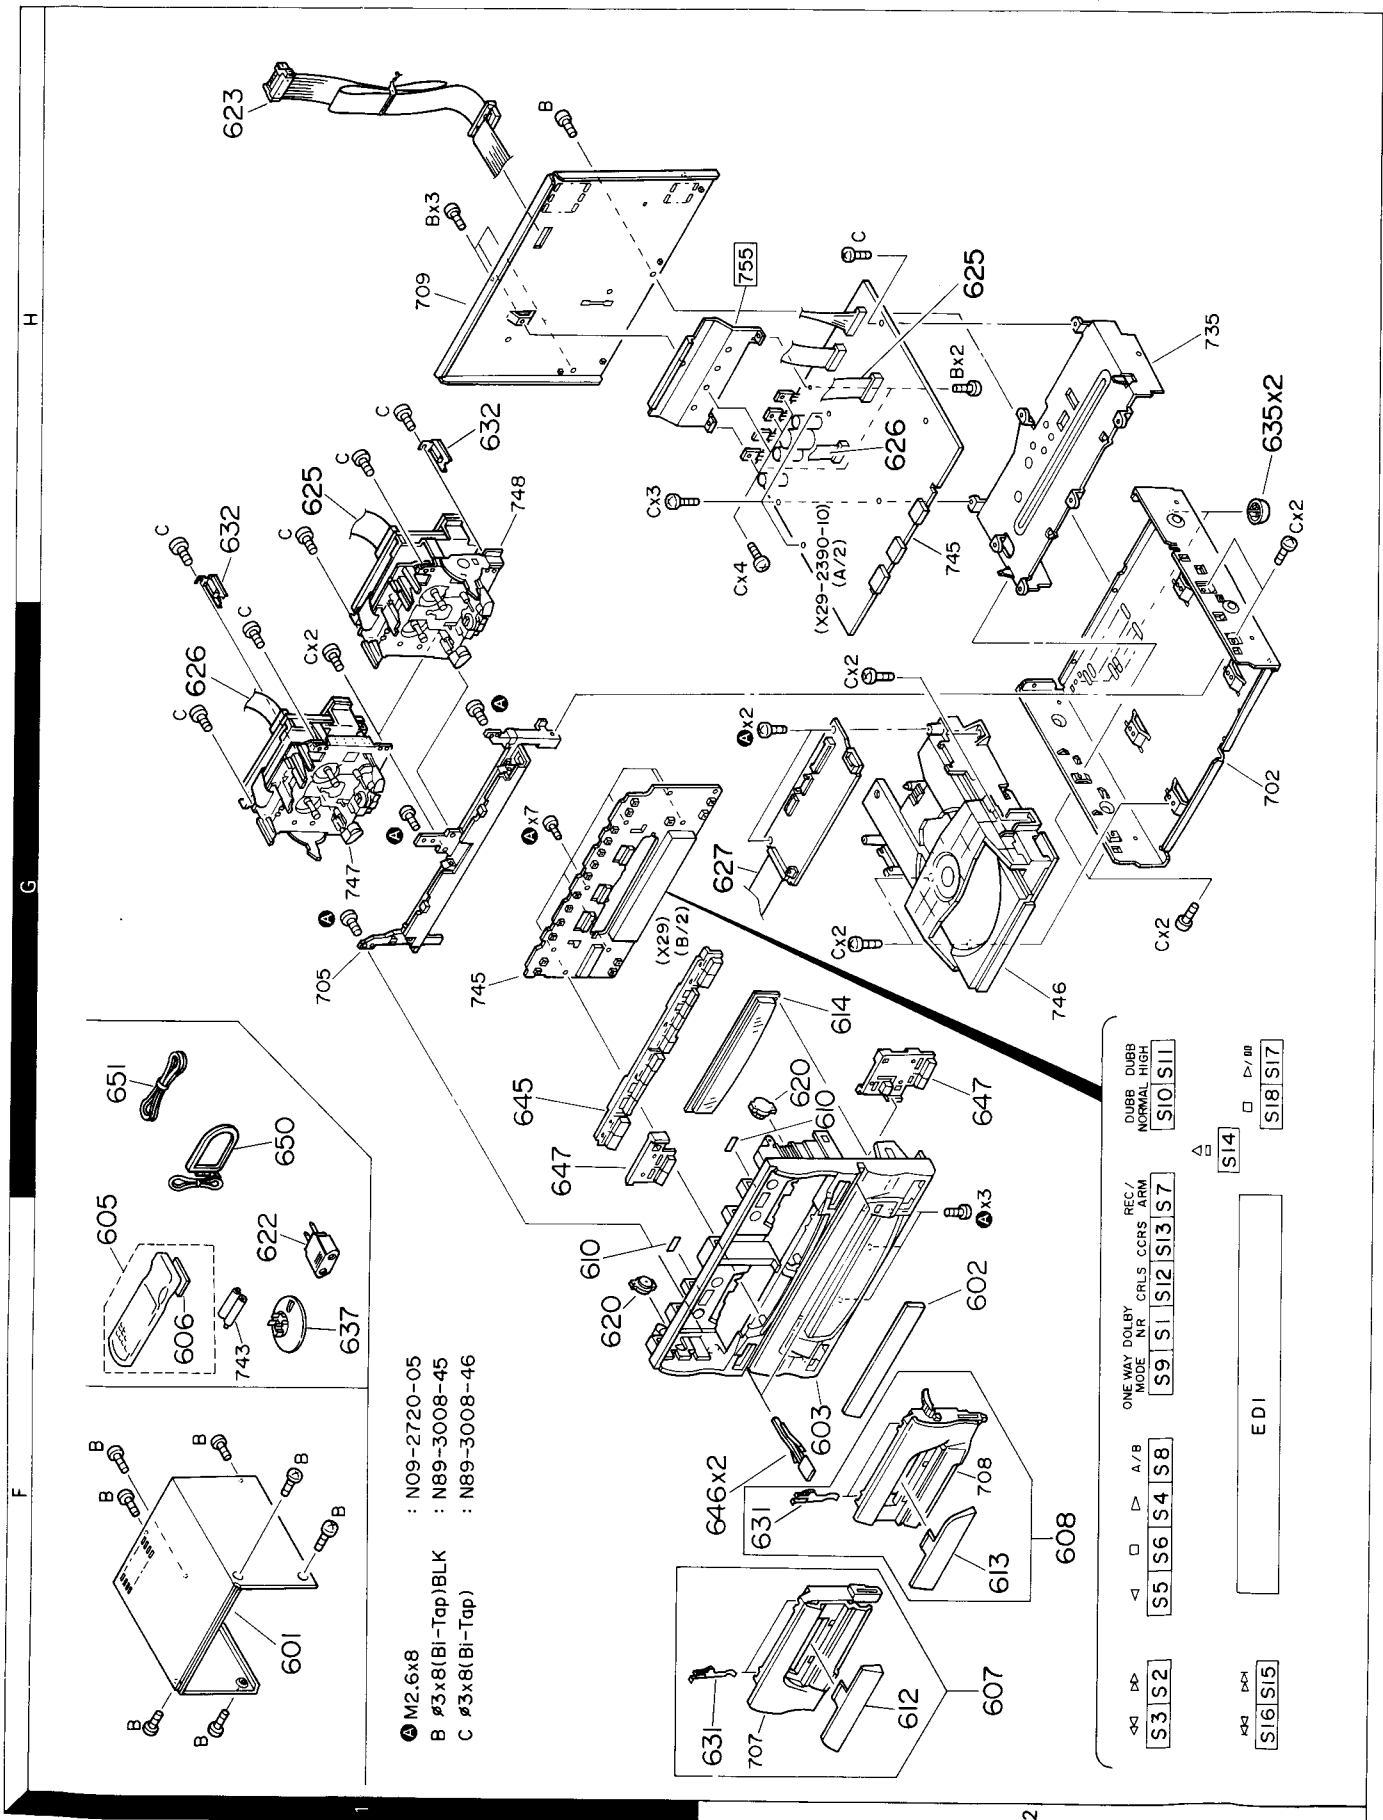 F
G
H
1
2
601
B
B
B
B
B
B
B
605
606
743
637
622
650
651
A M2.6x8 : N09-2720-05
B ø3x8(Bi-Tap)BLK : N89-3008-45
C ø3x8(Bi-Tap) : N89-3008-46
623
B
Bx3
709
755
C
625
Bx2
626
Cx3
Cx4
(X29-2390-10)
(A/2)
745
735
635x2
Cx2
702
Cx2
C
632
C
632
C
625
C
748
C
Cx2
626
C
747
A
A
A
705
Ax7
745
(X29)
(B/2)
627
Ax2
Cx2
Cx2
746
645
647
614
620
610
647
610
620
Ax3
602
603
646x2
631
708
613
608
631
707
612
607
◁◁ ▷▷
S3 S2
◁ □ ▷ A/B
S5 S6 S4 S8
ONE WAY DOLBY REC/
MODE NR CRLS CCRS ARM
S9 S1 S12 S13 S7
DUBB DUBB
NORMAL HIGH
S10 S11
S14
S16 S15
ED1
S18 S17